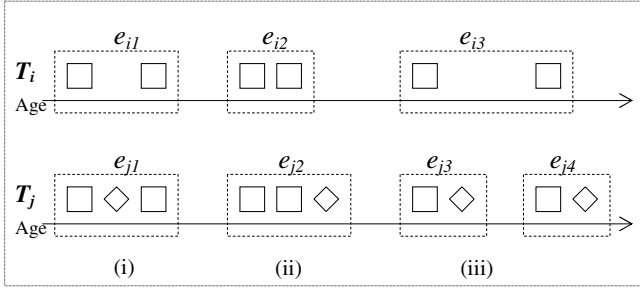 e_i1 e_i2 e_i3
T_i
Age
e_j1 e_j2 e_j3 e_j4
T_j
Age
(i) (ii) (iii)